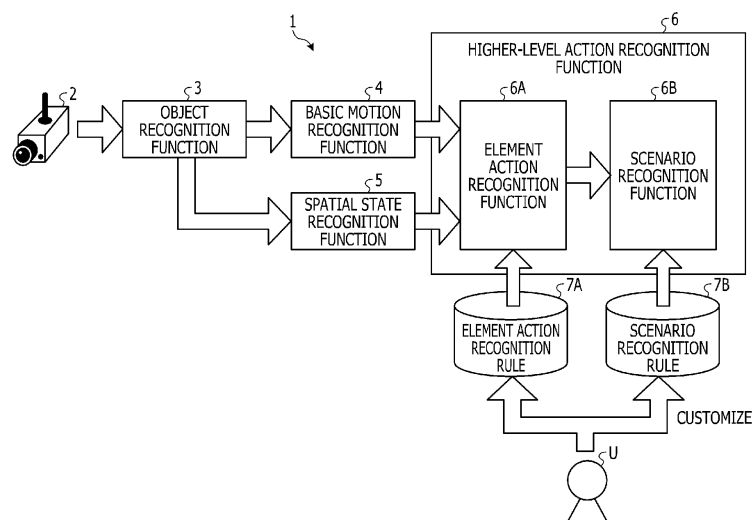 1
6
HIGHER-LEVEL ACTION RECOGNITION
FUNCTION
2
3
OBJECT
RECOGNITION
FUNCTION
4
BASIC MOTION
RECOGNITION
FUNCTION
5
SPATIAL STATE
RECOGNITION
FUNCTION
6A
ELEMENT
ACTION
RECOGNITION
FUNCTION
6B
SCENARIO
RECOGNITION
FUNCTION
7A
ELEMENT ACTION
RECOGNITION
RULE
7B
SCENARIO
RECOGNITION
RULE
CUSTOMIZE
U